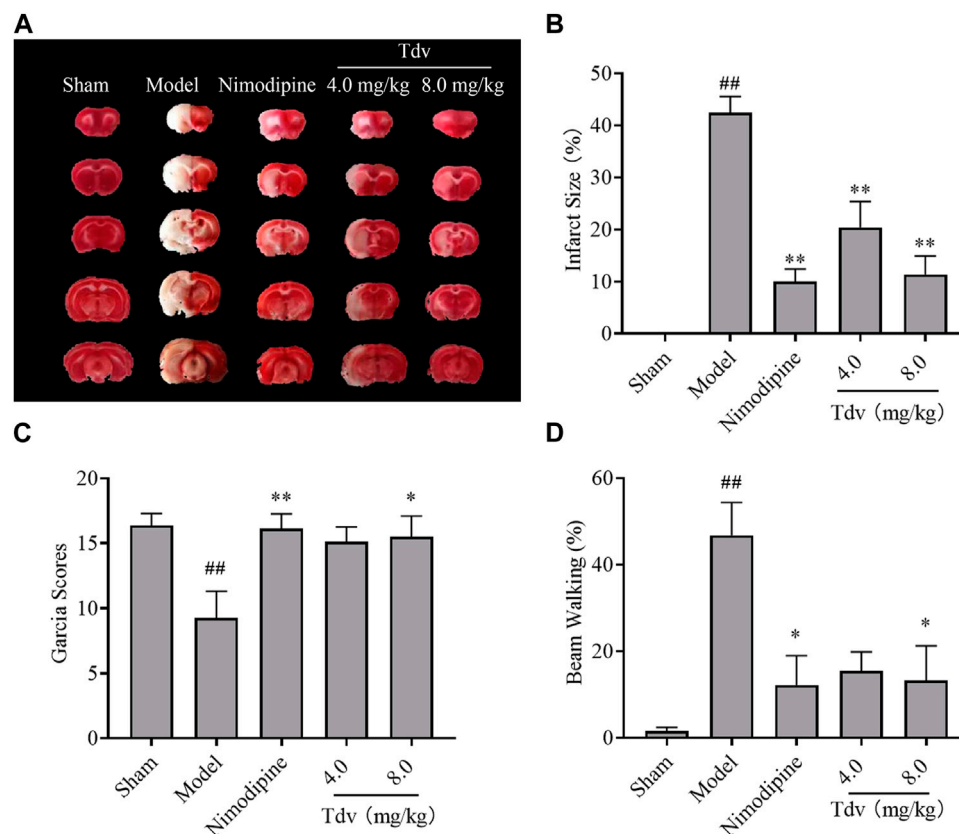 A
Tdv
Sham Model Nimodipine 4.0 mg/kg 8.0 mg/kg
B
Infarct Size (%)
50
40
30
20
10
0
##
**
**
**
Sham
Model
Nimodipine
4.0
8.0
Tdv (mg/kg)
C
Garcia Scores
20
15
10
5
0
##
**
*
Sham
Model
Nimodipine
4.0
8.0
Tdv (mg/kg)
D
Beam Walking (%)
60
40
20
0
##
*
*
Sham
Model
Nimodipine
4.0
8.0
Tdv (mg/kg)